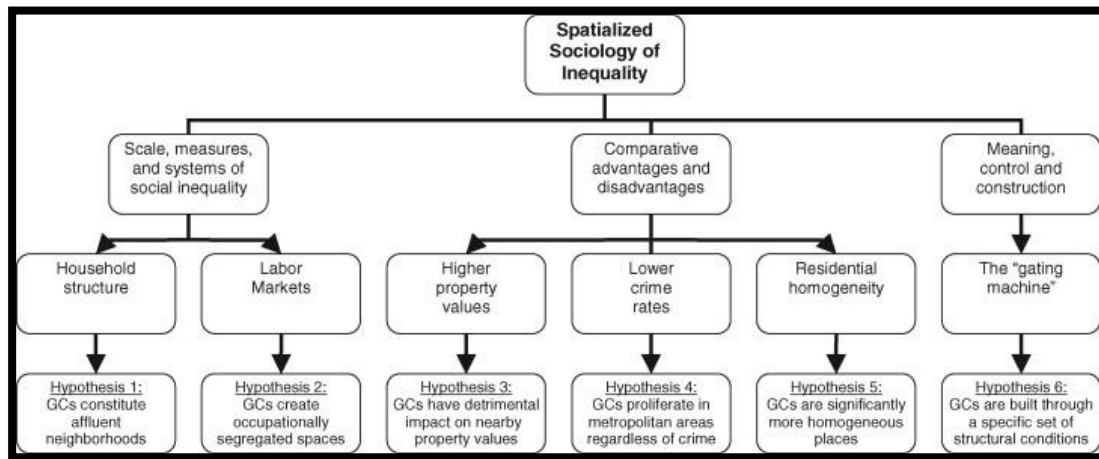 Spatialized
Sociology of
Inequality
Scale, measures,
and systems of
social inequality
Comparative
advantages and
disadvantages
Meaning,
control and
construction
Household
structure
Labor
Markets
Higher
property
values
Lower
crime
rates
Residential
homogeneity
The "gating
machine"
Hypothesis 1:
GCs constitute
affluent
neighborhoods
Hypothesis 2:
GCs create
occupationally
segregated spaces
Hypothesis 3:
GCs have detrimental
impact on nearby
property values
Hypothesis 4:
GCs proliferate in
metropolitan areas
regardless of crime
Hypothesis 5:
GCs are significantly
more homogeneous
places
Hypothesis 6:
GCs are built through
a specific set of
structural conditions